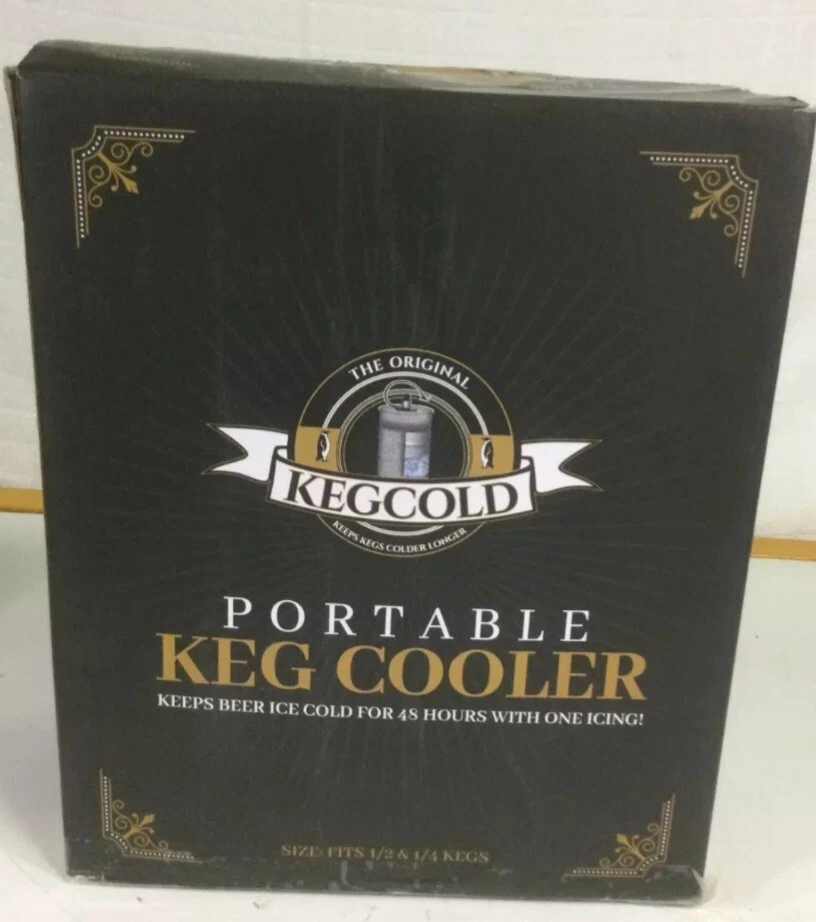 THE ORIGINAL
KEGCOLD
KEEPS KEGS COLDER LONGER
PORTABLE
KEG COOLER
KEEPS BEER ICE COLD FOR 48 HOURS WITH ONE ICING!
SIZE: FITS 1/2 & 1/4 KEGS